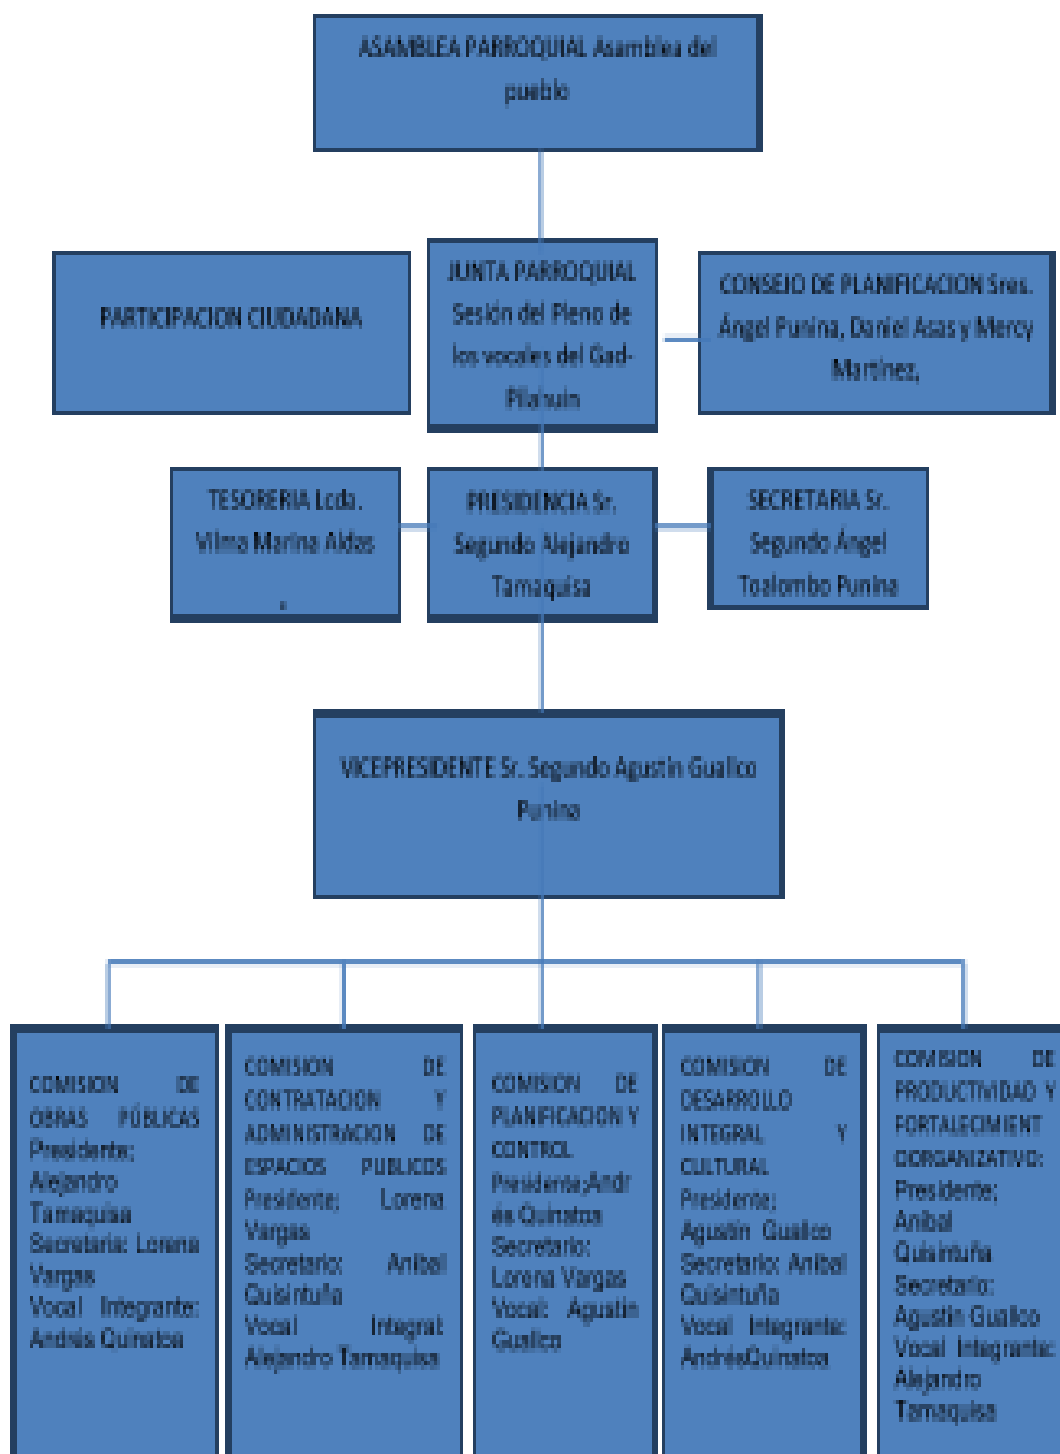 ASAMBLEA PARROQUIAL Asamblea del
pueblo
PARTICIPACION CIUDADANA
JUNTA PARROQUIAL
Sesión del Pleno de
los vocales del Gad-
Pilahuin
CONSEJO DE PLANIFICACION Sres.
Ángel Punina, Daniel Asas y Mercy
Martínez,
TESORERIA Lcda.
Vilma Marina Aldas
.
PRESIDENCIA Sr.
Segundo Alejandro
Tamaquisa
SECRETARIA Sr.
Segundo Ángel
Toalombo Punina
VICEPRESIDENTE Sr. Segundo Agustin Gualico
Punina
COMISION DE
OBRAS PÚBLICAS
Presidente;
Alejandro
Tamaquisa
Secretaria: Lorena
Vargas
Vocal Integrante:
Andrés Quinatoa
COMISION DE
CONTRATACION Y
ADMINISTRACION DE
ESPACIOS PUBLICOS
Presidente; Lorena
Vargas
Secretario: Anibal
Quisintuña
Vocal Integrat:
Alejandro Tamaquisa
COMISION DE
PLANIFICACION Y
CONTROL
Presidente;Andr
és Quinatoa
Secretario:
Lorena Vargas
Vocal: Agustin
Gualico
COMISION DE
DESARROLLO
INTEGRAL Y
CULTURAL
Presidente;
Agustín Gualico
Secretario: Anibal
Quisintuña
Vocal Integrante:
AndrésQuinatoa
COMISION DE
PRODUCTIVIDAD Y
FORTALECIMIENT
OORGANIZATIVO:
Presidente;
Anibal
Quisintuña
Secretario:
Agustín Gualico
Vocal Integrante:
Alejandro
Tamaquisa